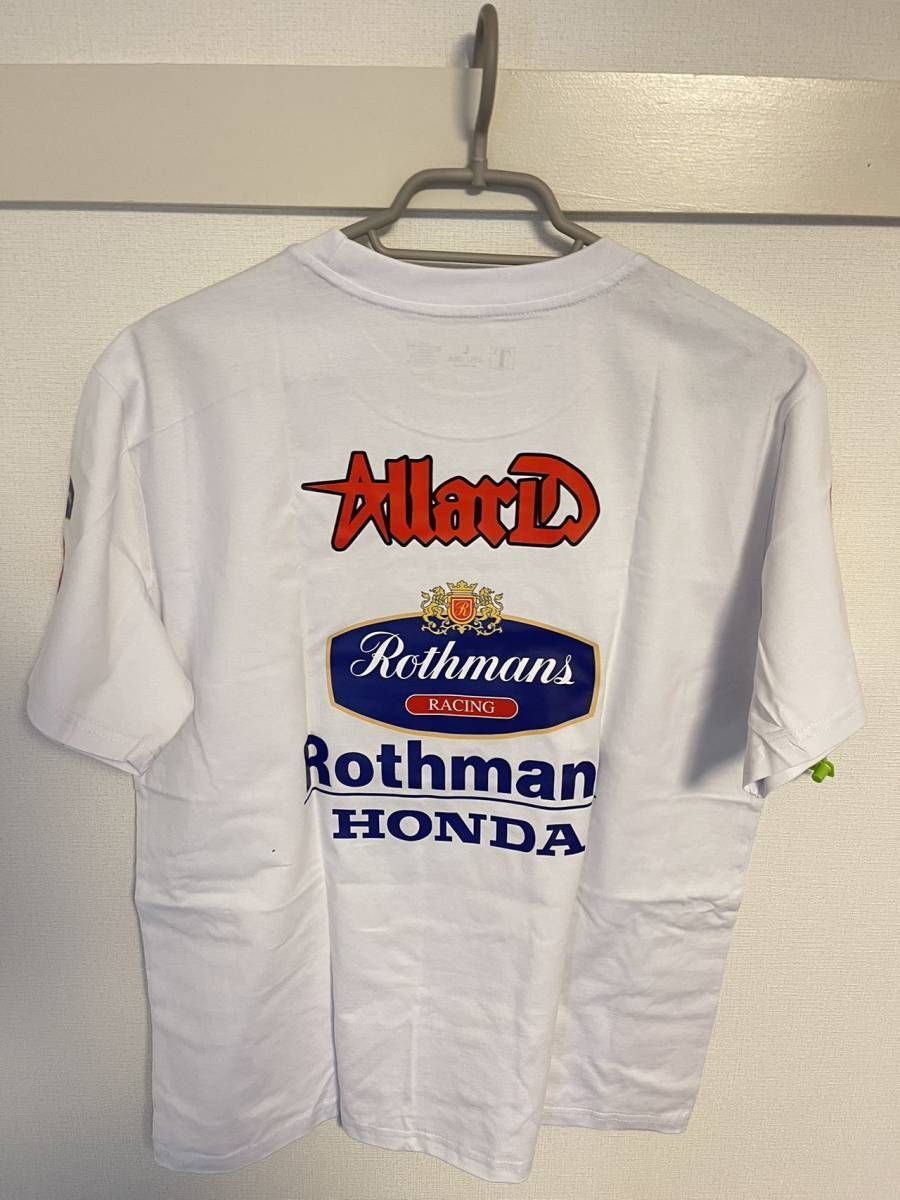 AllarD
R
Rothmans
RACING
Rothman
HONDA